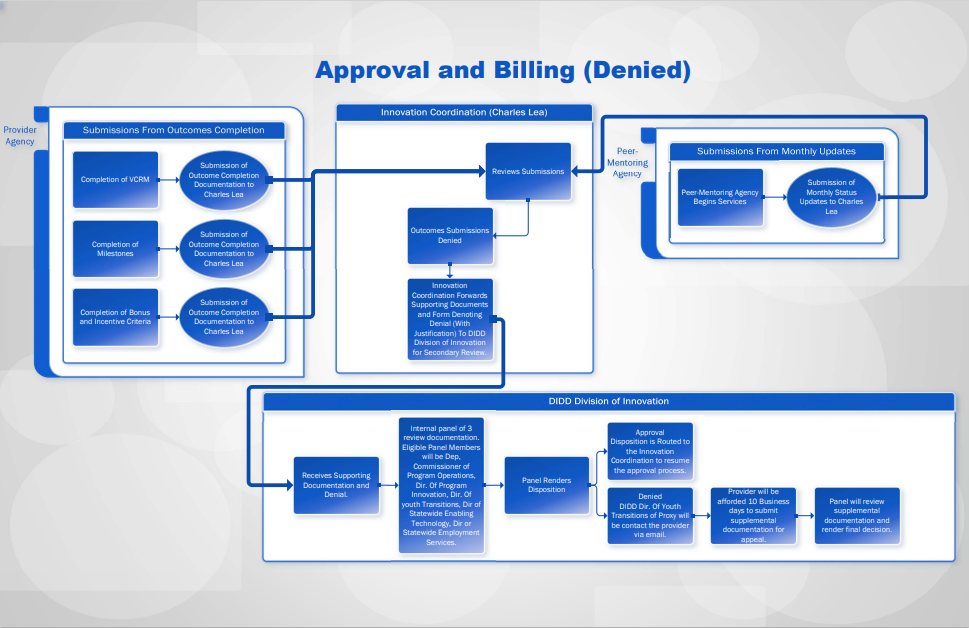 Approval and Billing (Denied)
Provider
Agency
Submissions From Outcomes Completion
Completion of VCRM
Submission of
Outcome Completion
Documentation to
Charles Lea
Completion of
Milestones
Submission of
Outcome Completion
Documentation to
Charles Lea
Completion of Bonus
and Incentive Criteria
Submission of
Outcome Completion
Documentation to
Charles Lea
Innovation Coordination (Charles Lea)
Reviews Submissions
Outcomes Submissions
Denied
Innovation
Coordination Forwards
Supporting Documents
and Form Denoting
Denial (With
Justification) To DIDD
Division of Innovation
for Secondary Review.
Peer-
Mentoring
Agency
Submissions From Monthly Updates
Peer-Mentoring Agency
Begins Services
Submission of
Monthly Status
Updates to Charles
Lea
DIDD Division of Innovation
Receives Supporting
Documentation and
Denial.
Internal panel of 3
review documentation.
Eligible Panel Members
will be Dep,
Commissioner of
Program Operations,
Dir. Of Program
Innovation, Dir. Of
youth Transitions, Dir of
Statewide Enabling
Technology, Dir or
Statewide Employment
Services.
Panel Renders
Disposition
Approval
Disposition is Routed to
the Innovation
Coordination to resume
the approval process.
Denied
DIDD Dir. Of Youth
Transitions of Proxy will
be contact the provider
via email.
Provider will be
afforded 10 Business
days to submit
supplemental
documentation for
appeal.
Panel will review
supplemental
documentation and
render final decision.